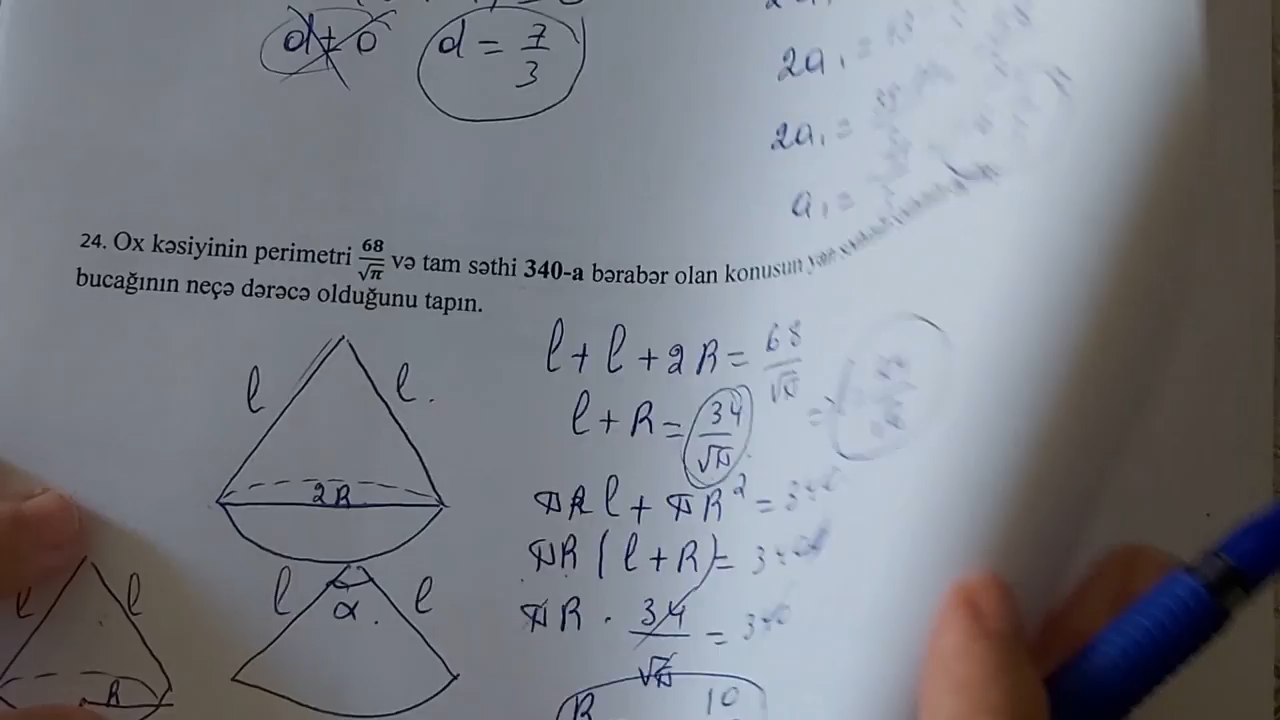 d ≠ 0 d = 7/3
2a₁ =
2a₁ =
a₁ =
24. Ox kəsiyinin perimetri 68/√π və tam səthi 340-a bərabər olan konusun
bucağının neçə dərəcə olduğunu tapın.
l + l + 2R = 68/√π
l + R = 34/√π
πRl + πR² = 340
πR(l + R) = 340
πR · 34/√π = 340
R 10
l l
2R
l l
α
l l
R